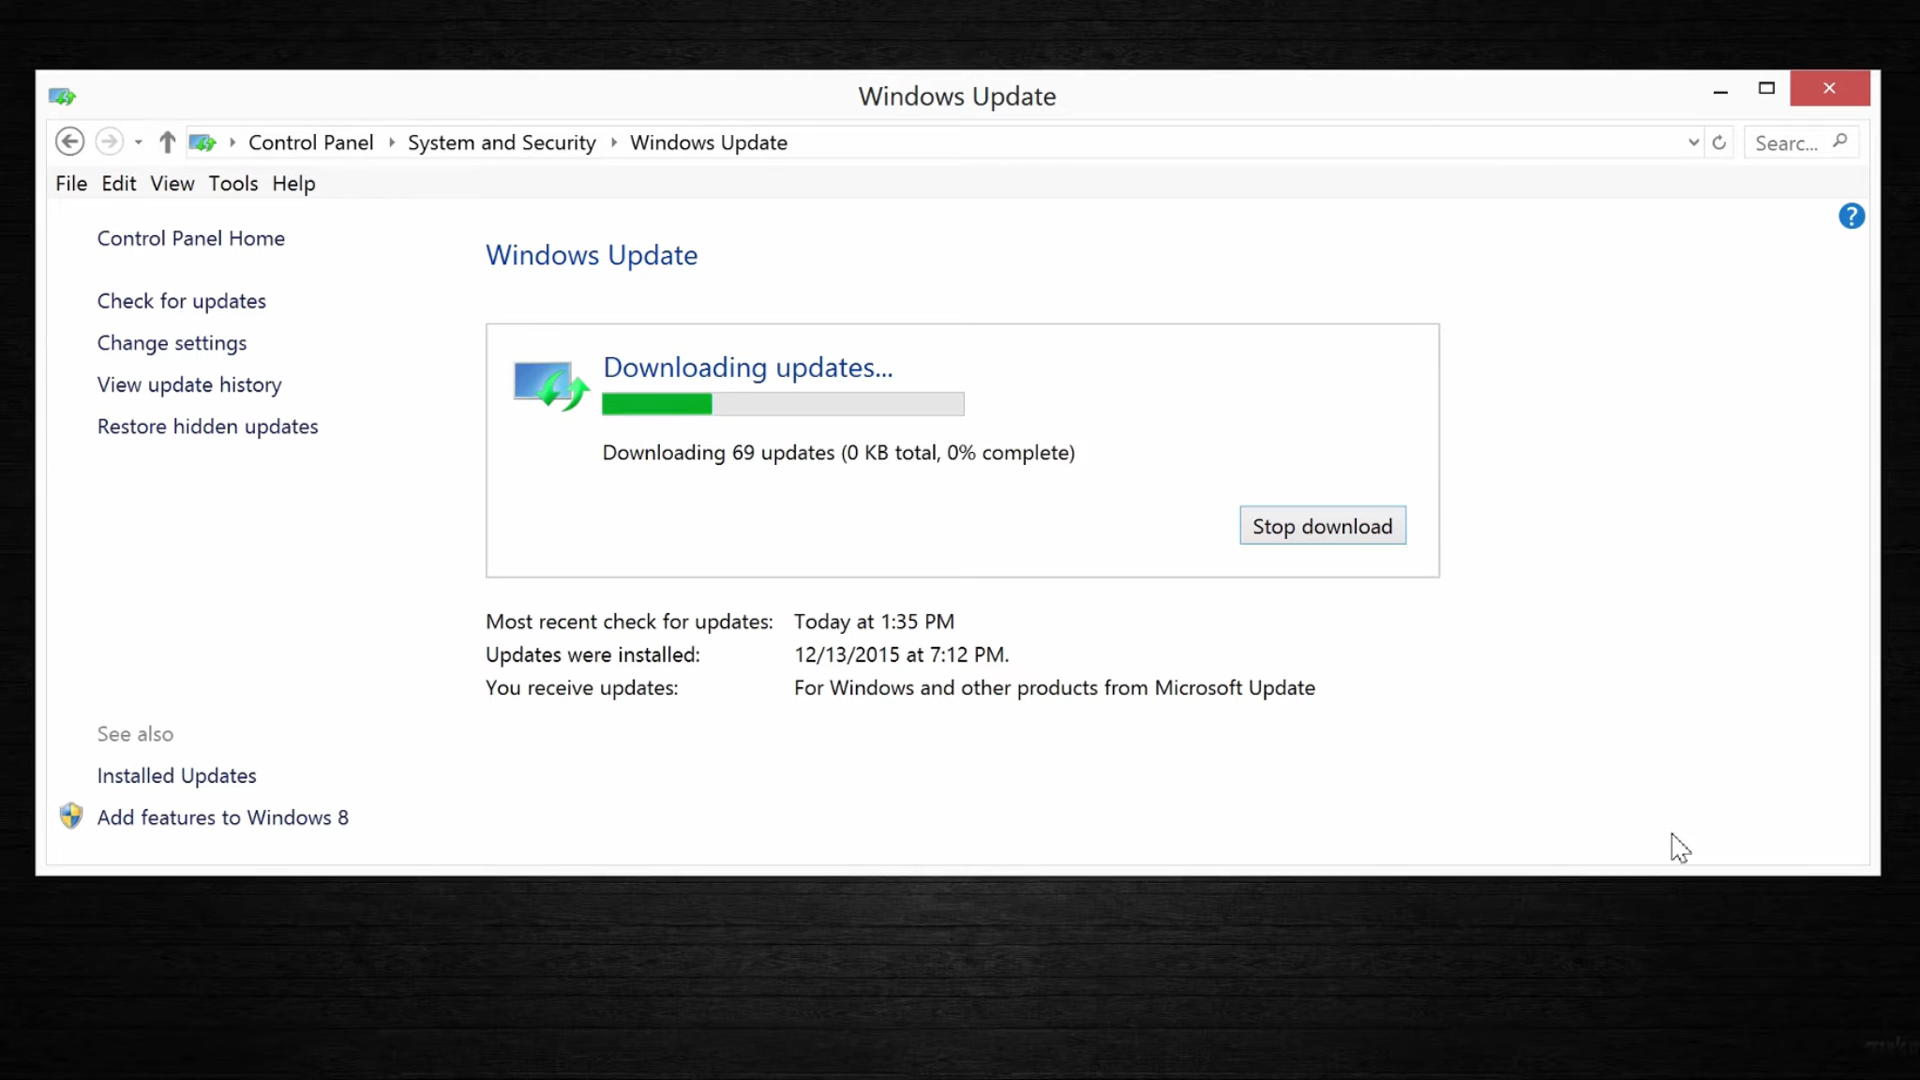 Windows Update
Control Panel System and Security Windows Update
Searc...
File Edit View Tools Help
?
Control Panel Home
Check for updates
Change settings
View update history
Restore hidden updates
Windows Update
Downloading updates...
Downloading 69 updates (0 KB total, 0% complete)
Stop download
Most recent check for updates: Today at 1:35 PM
Updates were installed: 12/13/2015 at 7:12 PM.
You receive updates: For Windows and other products from Microsoft Update
See also
Installed Updates
Add features to Windows 8